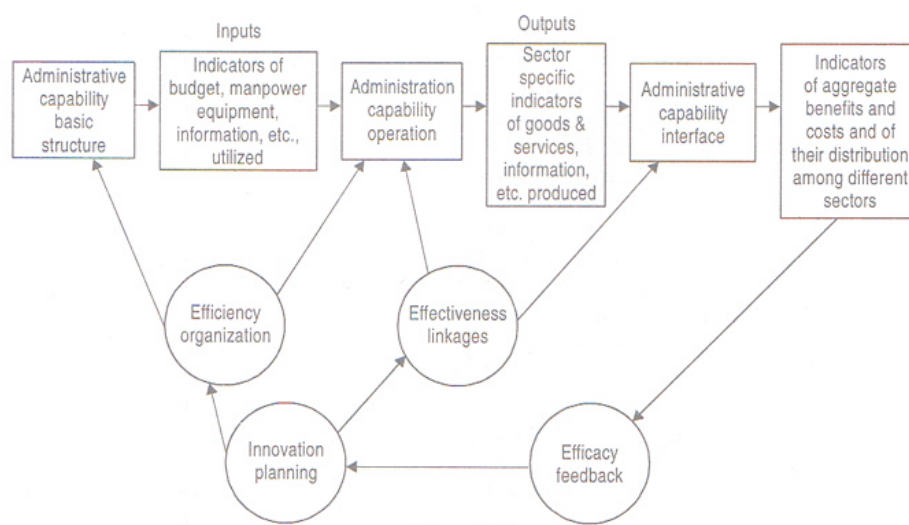 Inputs
Outputs
Administrative
capability
basic
structure
Indicators of
budget, manpower
equipment,
information, etc.,
utilized
Administration
capability
operation
Sector
specific
indicators
of goods &
services,
information,
etc. produced
Administrative
capability
interface
Indicators
of aggregate
benefits and
costs and of
their distribution
among different
sectors
Efficiency
organization
Effectiveness
linkages
Innovation
planning
Efficacy
feedback